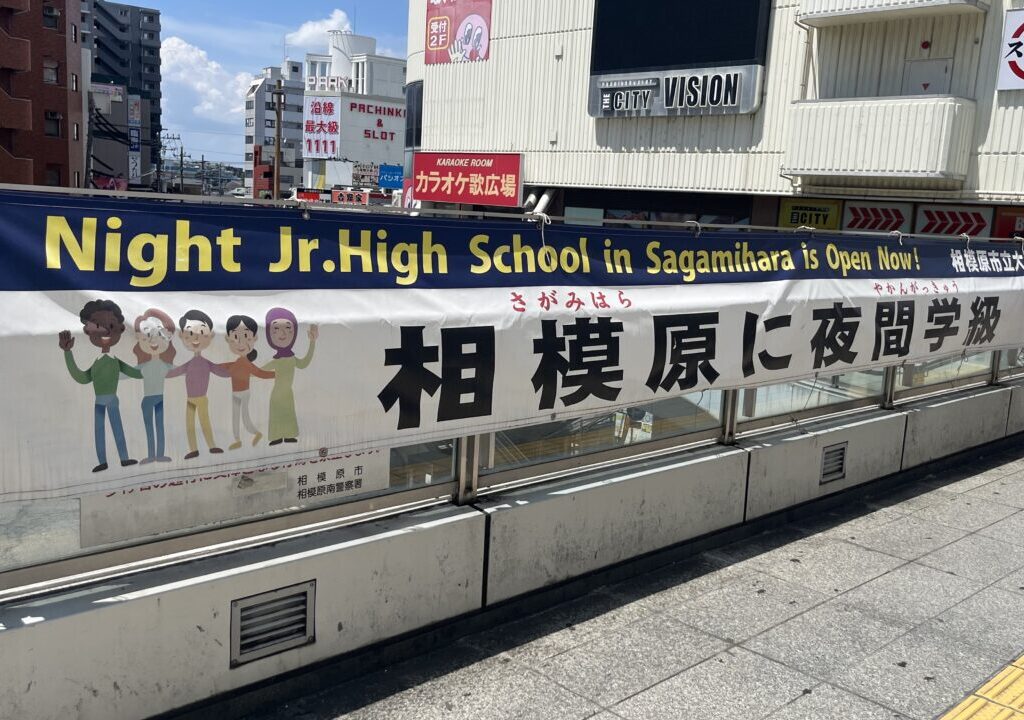 受付
2F
PARK
PACHINKO
&
SLOT
沿線
最大級
1111
THE CITY VISION
KARAOKE ROOM
カラオケ歌広場
CITY
Night Jr.High School in Sagamihara is Open Now!
相模原市立大
さがみはら
やかんがっきゅう
相模原に夜間学級
相模原市
相模原南警察署